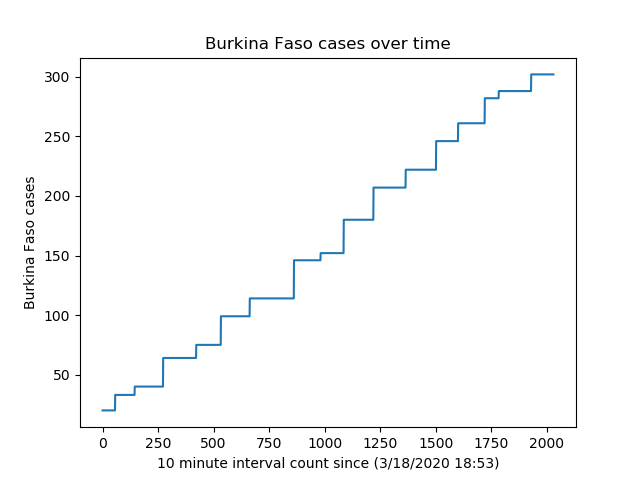 Burkina Faso cases over time
300
250
200
150
100
50
Burkina Faso cases
0 250 500 750 1000 1250 1500 1750 2000
10 minute interval count since (3/18/2020 18:53)